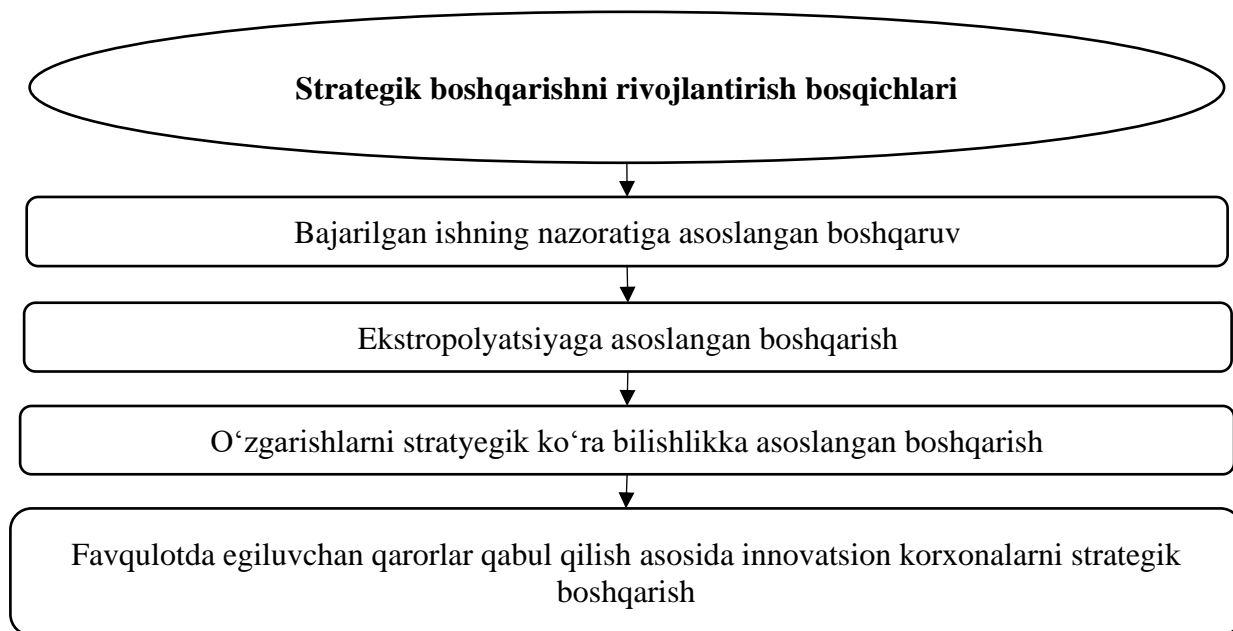 Strategik boshqarishni rivojlantirish bosqichlari
Bajarilgan ishning nazoratiga asoslangan boshqaruv
Ekstropolyatsiyaga asoslangan boshqarish
O‘zgarishlarni stratyegik ko‘ra bilishlikka asoslangan boshqarish
Favqulotda egiluvchan qarorlar qabul qilish asosida innovatsion korxonalarni strategik
boshqarish